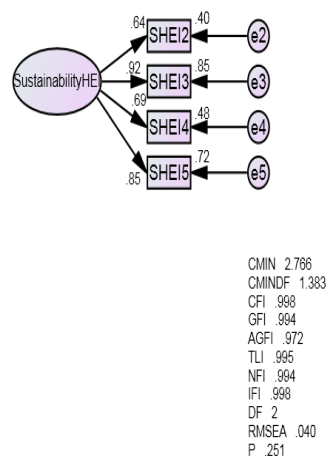 .64
.40
SHEI2
e2
SustainabilityHE
.92
.85
SHEI3
e3
.69
.48
SHEI4
e4
.85
.72
SHEI5
e5
CMIN 2.766
CMINDF 1.383
CFI .998
GFI .994
AGFI .972
TLI .995
NFI .994
IFI .998
DF 2
RMSEA .040
P .251